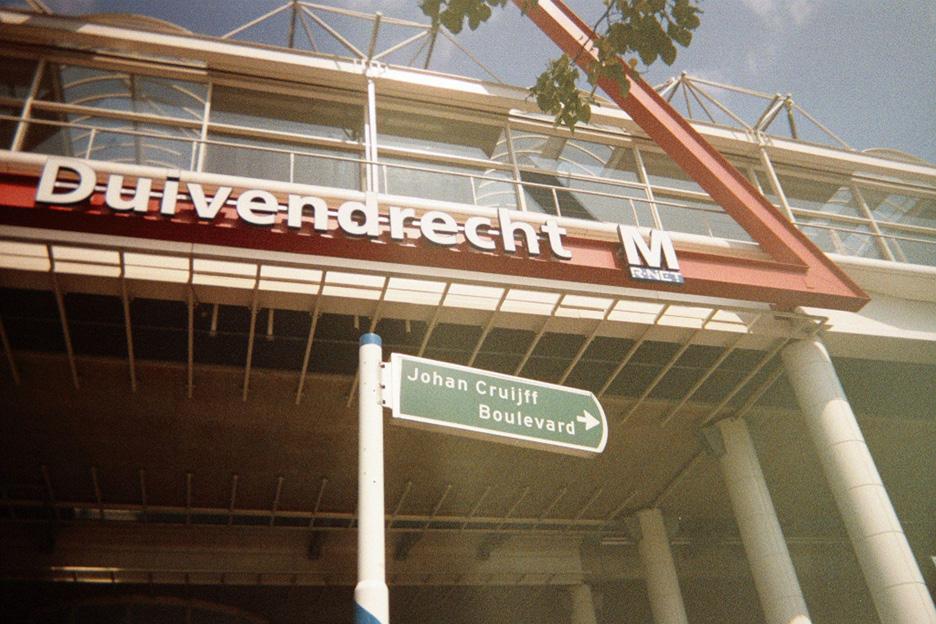 Duivendrecht
M
R-NET
Johan Cruijff
Boulevard